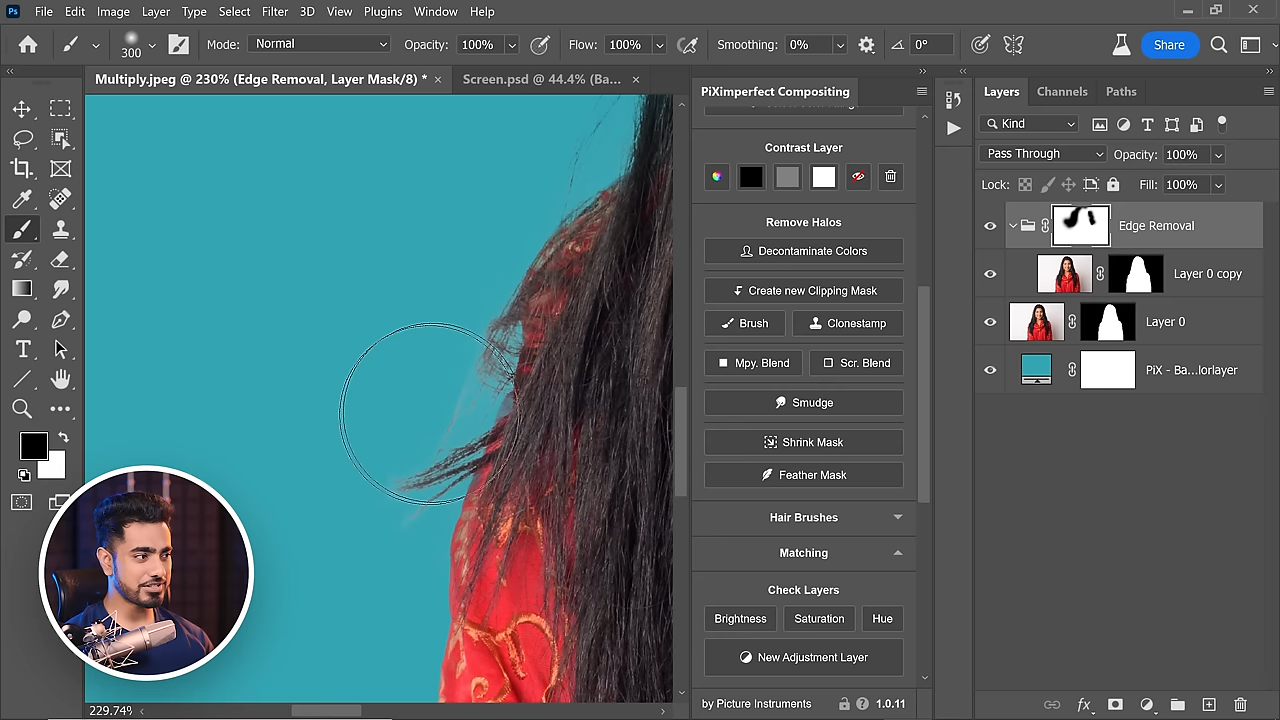 Ps File Edit Image Layer Type Select Filter 3D View Plugins Window Help
300 Mode: Normal Opacity: 100% Flow: 100% Smoothing: 0% 0° Share
Multiply.jpeg @ 230% (Edge Removal, Layer Mask/8) * × Screen.psd @ 44.4% (Ba... ×
PiXimperfect Compositing
Contrast Layer
Remove Halos
Decontaminate Colors
Create new Clipping Mask
Brush Clonestamp
Mpy. Blend Scr. Blend
Smudge
Shrink Mask
Feather Mask
Hair Brushes
Matching
Check Layers
Brightness Saturation Hue
New Adjustment Layer
by Picture Instruments 1.0.11
Layers Channels Paths
Kind
Pass Through Opacity: 100%
Lock: Fill: 100%
Edge Removal
Layer 0 copy
Layer 0
PiX - Ba...lorlayer
229.74%